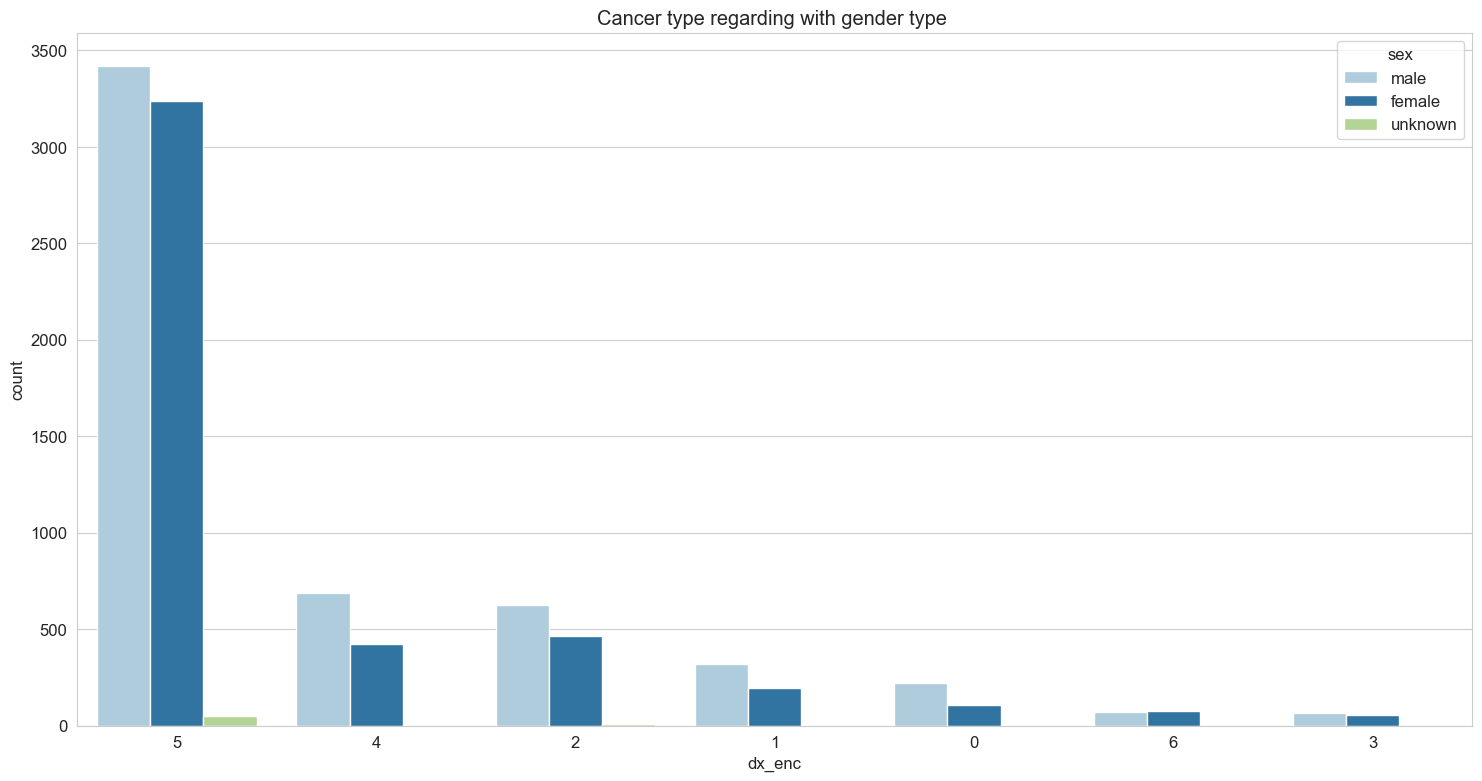 Cancer type regarding with gender type
sex
male
female
unknown
3500
3000
2500
2000
1500
1000
500
0
count
5 4 2 1 0 6 3
dx_enc